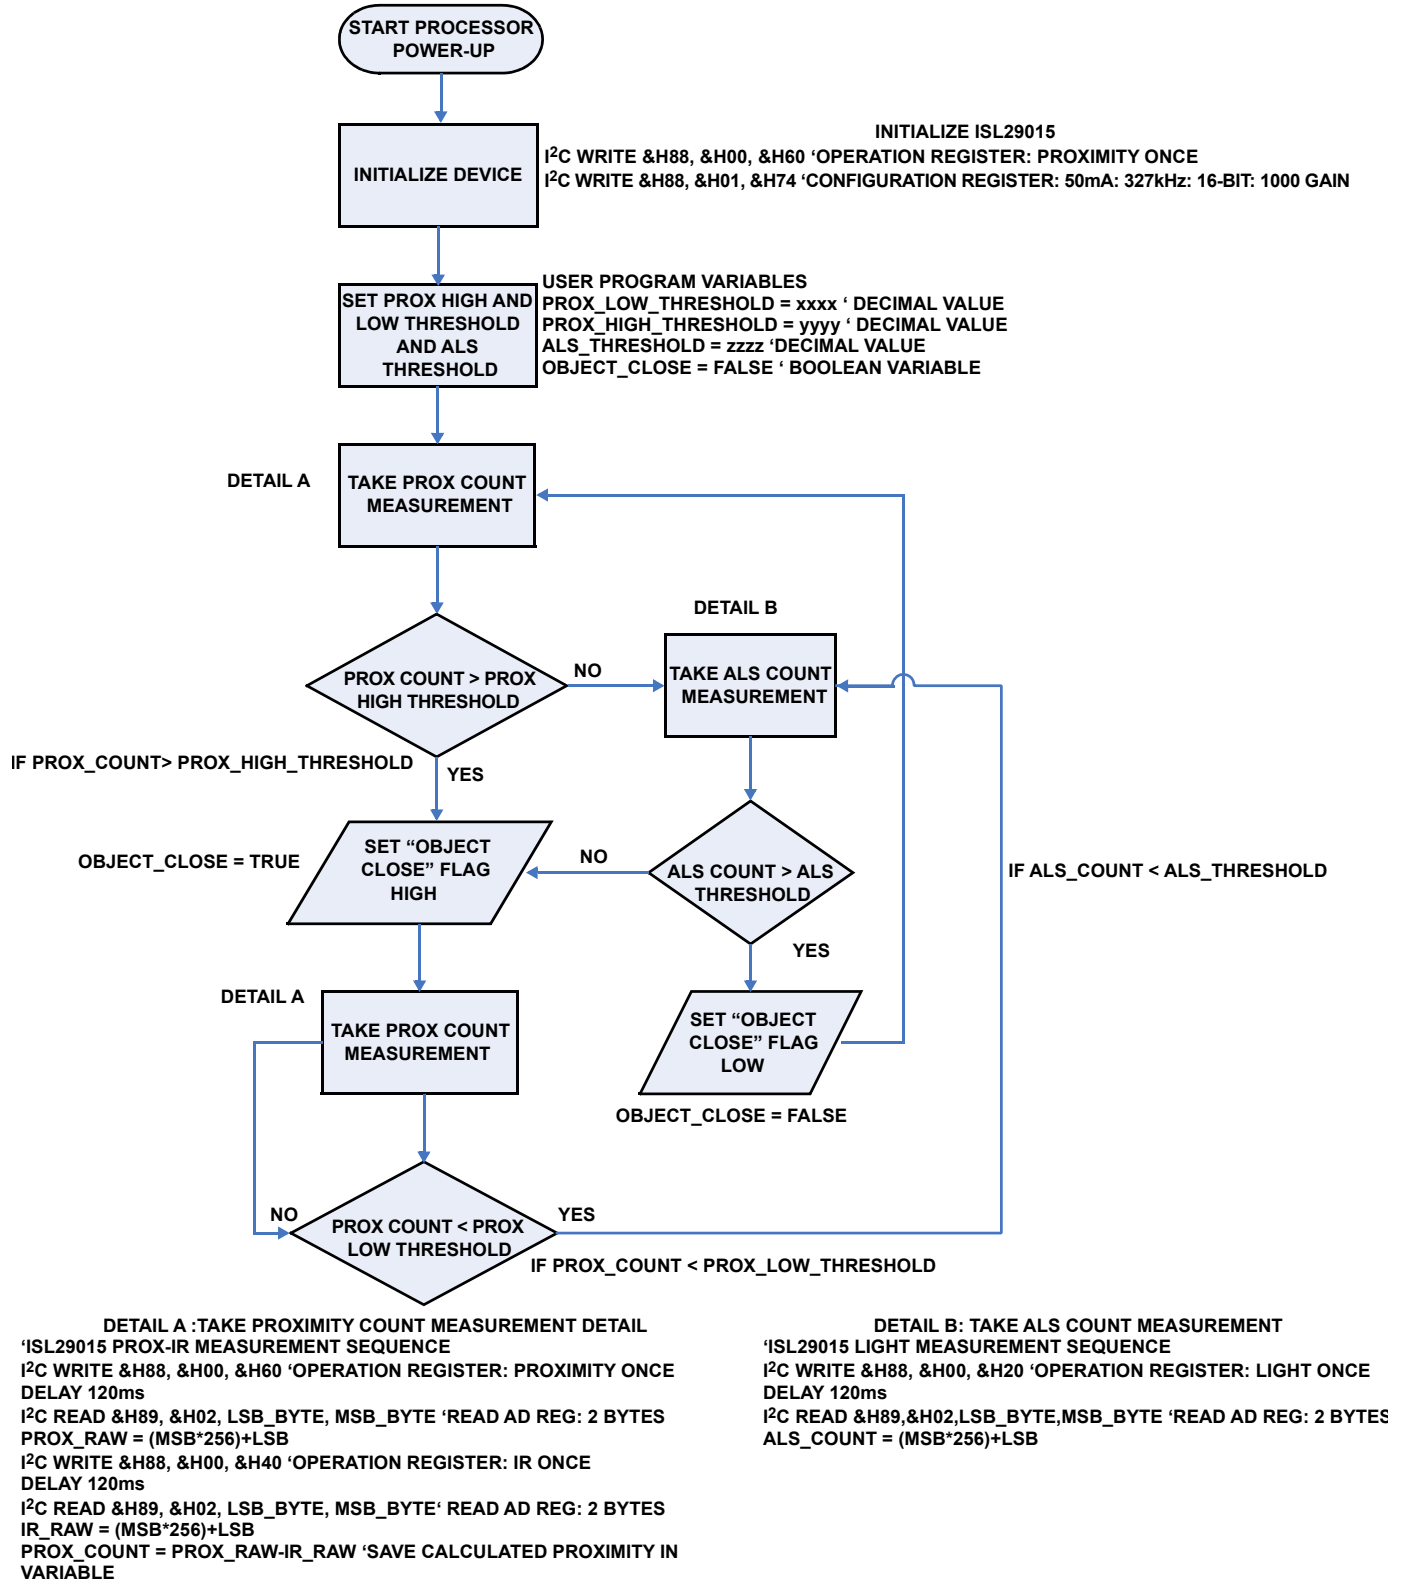 START PROCESSOR
POWER-UP
INITIALIZE DEVICE
INITIALIZE ISL29015
I2C WRITE &H88, &H00, &H60 ‘OPERATION REGISTER: PROXIMITY ONCE
I2C WRITE &H88, &H01, &H74 ‘CONFIGURATION REGISTER: 50mA: 327kHz: 16-BIT: 1000 GAIN
SET PROX HIGH AND
LOW THRESHOLD
AND ALS
THRESHOLD
USER PROGRAM VARIABLES
PROX_LOW_THRESHOLD = xxxx ‘ DECIMAL VALUE
PROX_HIGH_THRESHOLD = yyyy ‘ DECIMAL VALUE
ALS_THRESHOLD = zzzz ‘DECIMAL VALUE
OBJECT_CLOSE = FALSE ‘ BOOLEAN VARIABLE
DETAIL A
TAKE PROX COUNT
MEASUREMENT
DETAIL B
PROX COUNT > PROX
HIGH THRESHOLD
NO
TAKE ALS COUNT
MEASUREMENT
IF PROX_COUNT> PROX_HIGH_THRESHOLD
YES
OBJECT_CLOSE = TRUE
SET “OBJECT
CLOSE” FLAG
HIGH
NO
ALS COUNT > ALS
THRESHOLD
IF ALS_COUNT < ALS_THRESHOLD
YES
DETAIL A
TAKE PROX COUNT
MEASUREMENT
SET “OBJECT
CLOSE” FLAG
LOW
OBJECT_CLOSE = FALSE
NO
PROX COUNT < PROX
LOW THRESHOLD
YES
IF PROX_COUNT < PROX_LOW_THRESHOLD
DETAIL A :TAKE PROXIMITY COUNT MEASUREMENT DETAIL
‘ISL29015 PROX-IR MEASUREMENT SEQUENCE
I2C WRITE &H88, &H00, &H60 ‘OPERATION REGISTER: PROXIMITY ONCE
DELAY 120ms
I2C READ &H89, &H02, LSB_BYTE, MSB_BYTE ‘READ AD REG: 2 BYTES
PROX_RAW = (MSB*256)+LSB
I2C WRITE &H88, &H00, &H40 ‘OPERATION REGISTER: IR ONCE
DELAY 120ms
I2C READ &H89, &H02, LSB_BYTE, MSB_BYTE‘ READ AD REG: 2 BYTES
IR_RAW = (MSB*256)+LSB
PROX_COUNT = PROX_RAW-IR_RAW ‘SAVE CALCULATED PROXIMITY IN
VARIABLE
DETAIL B: TAKE ALS COUNT MEASUREMENT
‘ISL29015 LIGHT MEASUREMENT SEQUENCE
I2C WRITE &H88, &H00, &H20 ‘OPERATION REGISTER: LIGHT ONCE
DELAY 120ms
I2C READ &H89,&H02,LSB_BYTE,MSB_BYTE ‘READ AD REG: 2 BYTES
ALS_COUNT = (MSB*256)+LSB